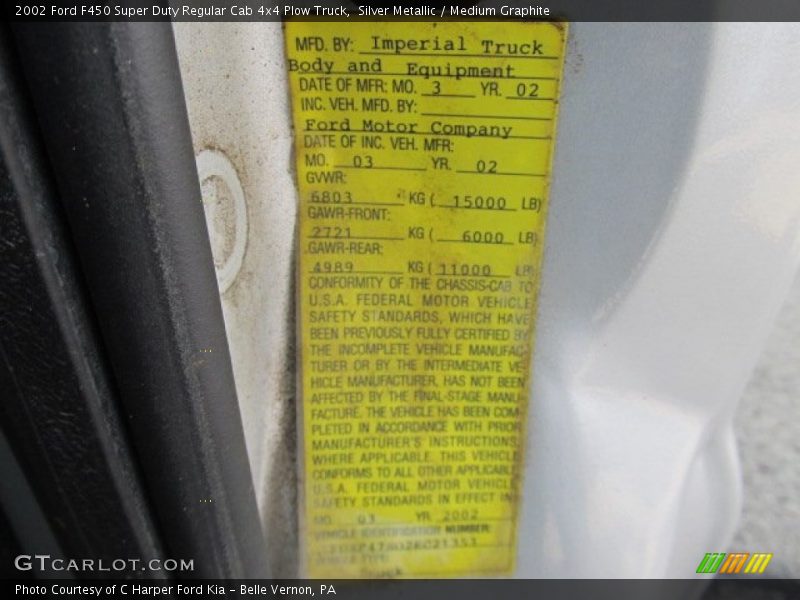 2002 Ford F450 Super Duty Regular Cab 4x4 Plow Truck,  Silver Metallic / Medium Graphite
MFD. BY: Imperial Truck
Body and Equipment
DATE OF MFR: MO. 3 YR. 02
INC. VEH. MFD. BY:
Ford Motor Company
DATE OF INC. VEH. MFR:
MO. 03 YR. 02
GVWR:
6803 KG ( 15000 LB)
GAWR-FRONT:
2721 KG ( 6000 LB)
GAWR-REAR:
4989 KG ( 11000 LB)
CONFORMITY OF THE CHASSIS-CAB TO
U.S.A. FEDERAL MOTOR VEHICLE
SAFETY STANDARDS, WHICH HAVE
BEEN PREVIOUSLY FULLY CERTIFIED BY
THE INCOMPLETE VEHICLE MANUFAC-
TURER OR BY THE INTERMEDIATE VE-
HICLE MANUFACTURER, HAS NOT BEEN
AFFECTED BY THE FINAL-STAGE MANU-
FACTURE. THE VEHICLE HAS BEEN COM-
PLETED IN ACCORDANCE WITH PRIOR
MANUFACTURER'S INSTRUCTIONS,
WHERE APPLICABLE. THIS VEHICLE
CONFORMS TO ALL OTHER APPLICABLE
U.S.A. FEDERAL MOTOR VEHICLE
SAFETY STANDARDS IN EFFECT IN
MO. 03 YR. 2002
VEHICLE IDENTIFICATION NUMBER:
Truck
GTCARLOT.COM
Photo Courtesy of C Harper Ford Kia - Belle Vernon, PA